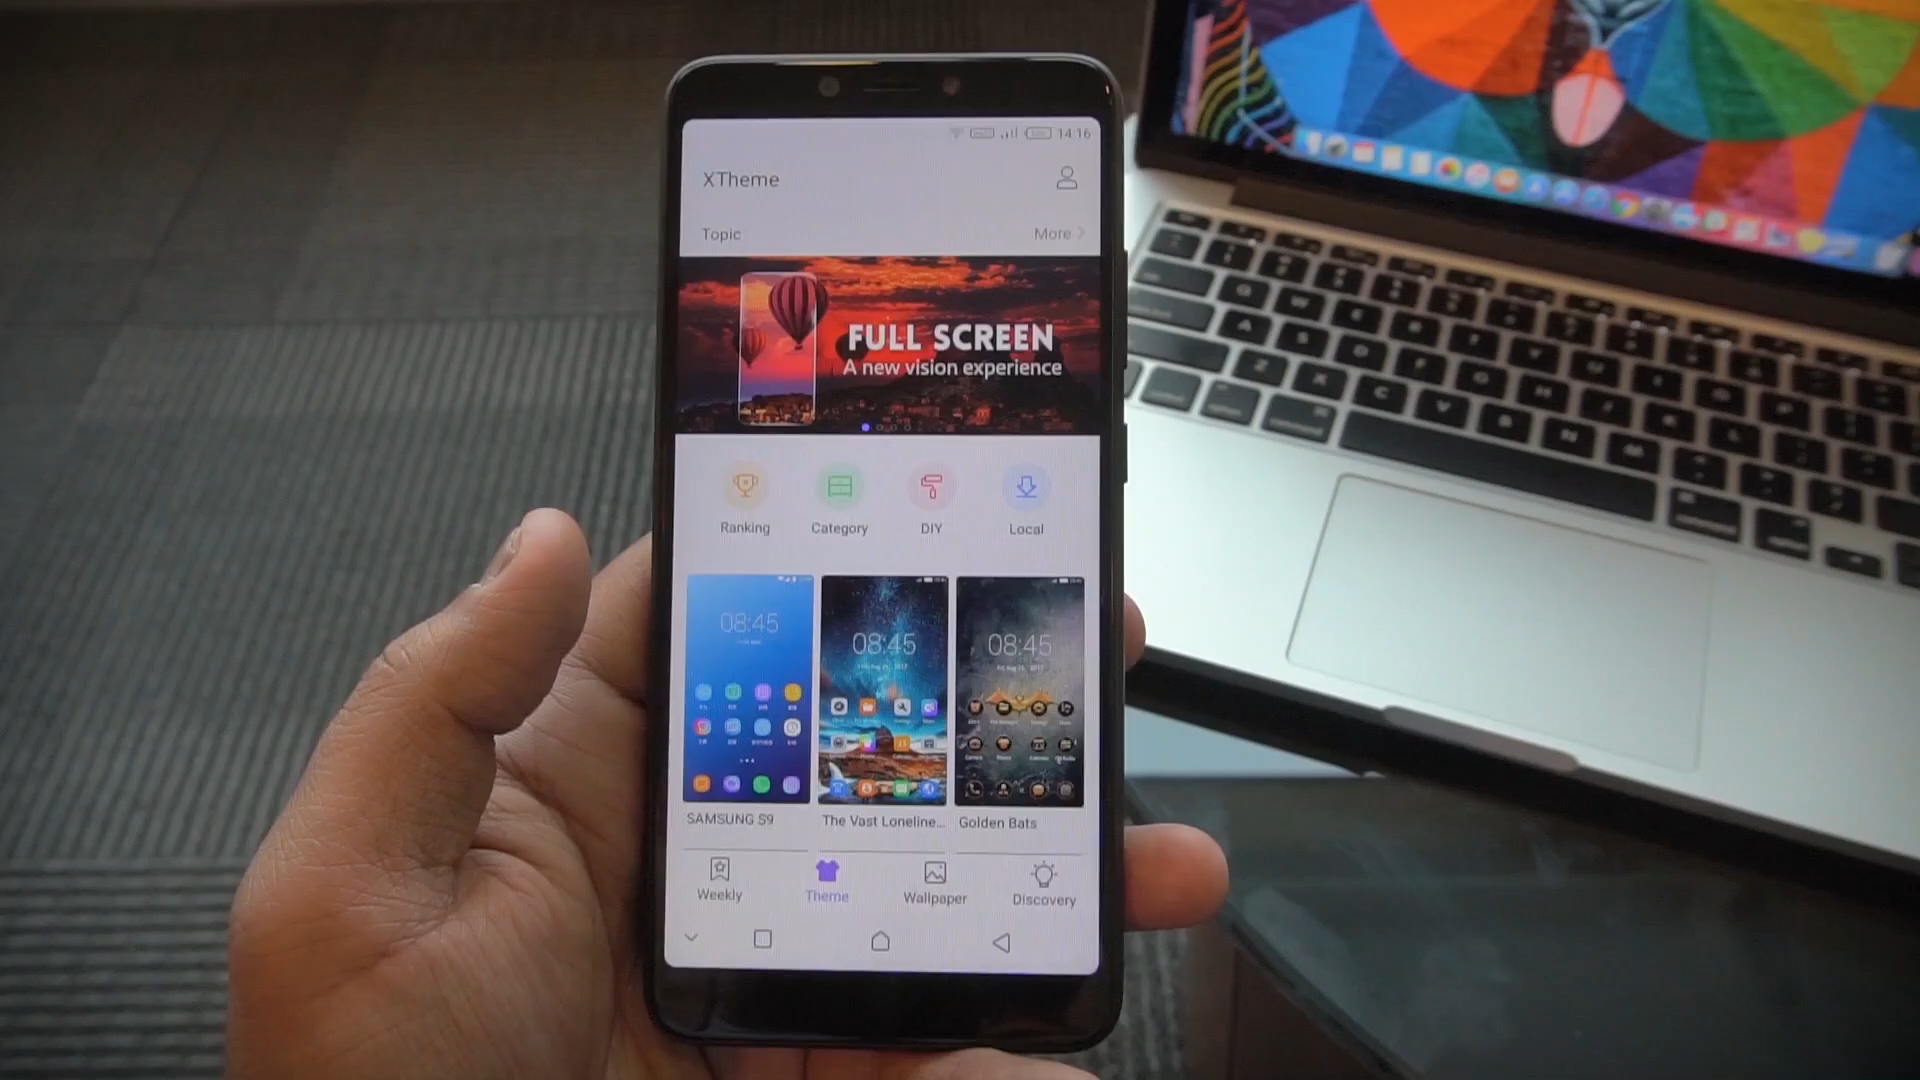 14:16
XTheme
Topic
More
FULL SCREEN
A new vision experience
Ranking
Category
DIY
Local
08:45
08:45
08:45
SAMSUNG S9
The Vast Loneline...
Golden Bats
Weekly
Theme
Wallpaper
Discovery